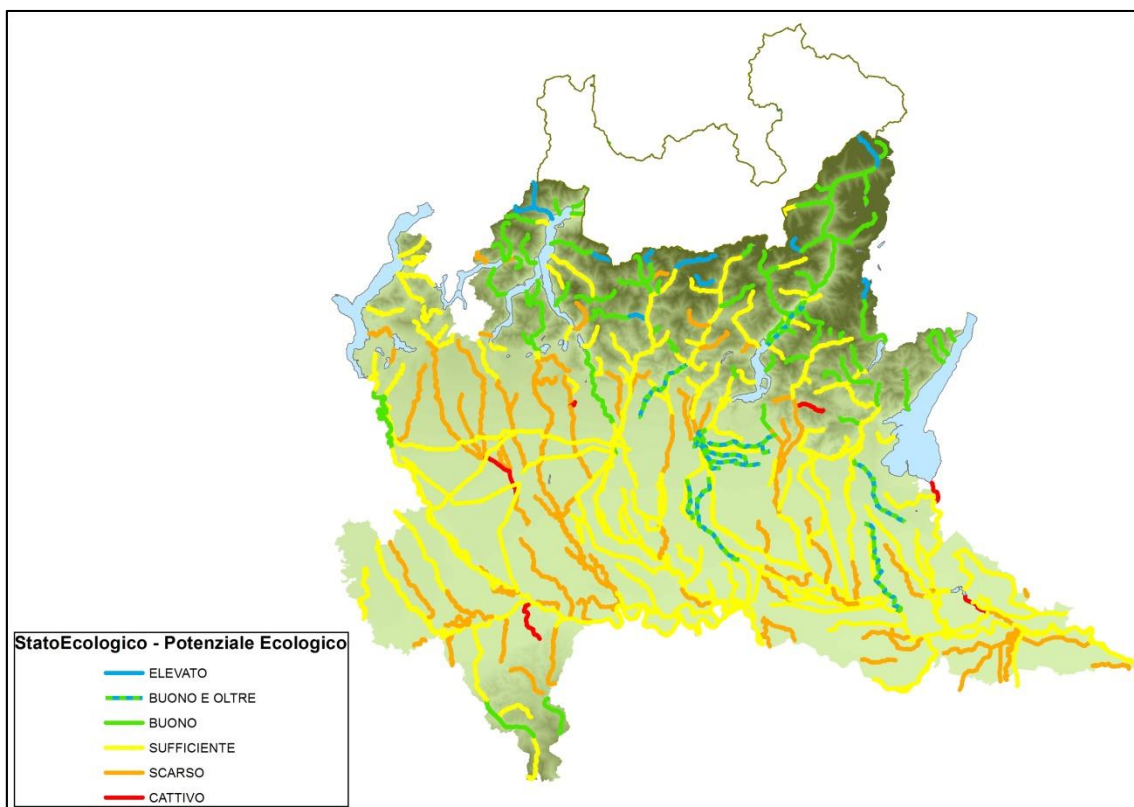 StatoEcologico - Potenziale Ecologico
ELEVATO
BUONO E OLTRE
BUONO
SUFFICIENTE
SCARSO
CATTIVO